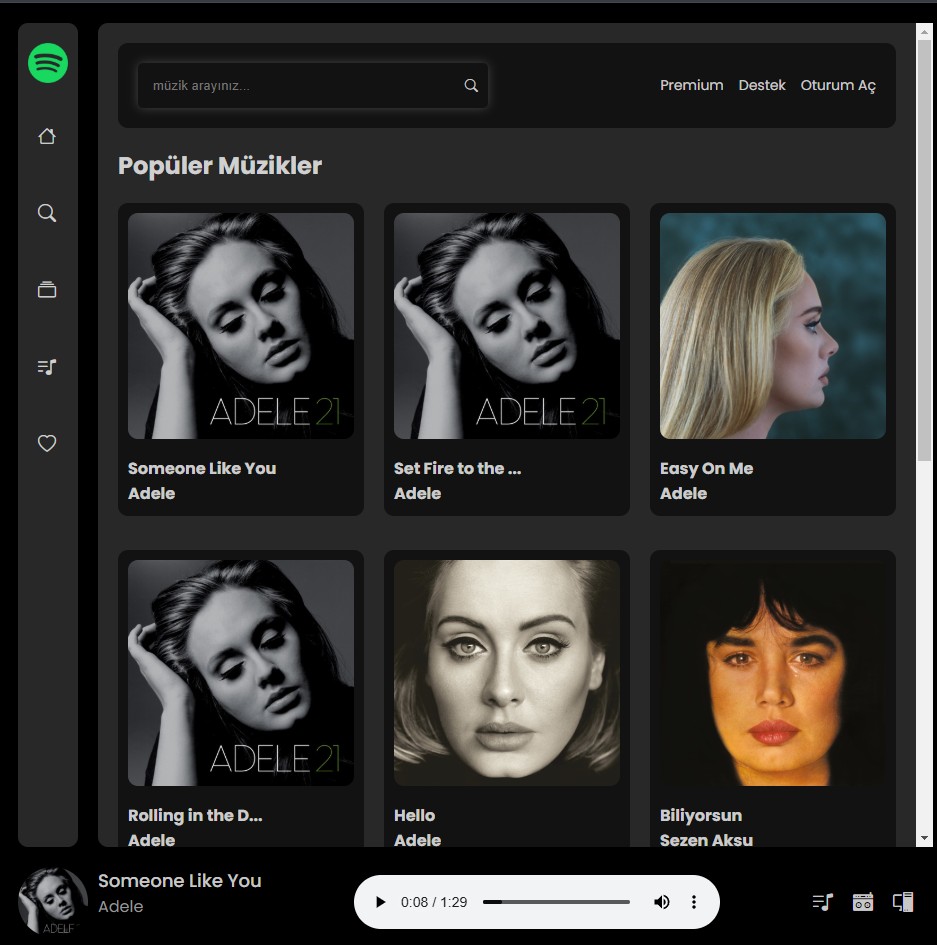 müzik arayınız...
Premium Destek Oturum Aç
Popüler Müzikler
ADELE 21
ADELE 21
Someone Like You
Adele
Set Fire to the ...
Adele
Easy On Me
Adele
ADELE 21
Rolling in the D...
Adele
Hello
Adele
Biliyorsun
Sezen Aksu
ADELE
Someone Like You
Adele
0:08 / 1:29